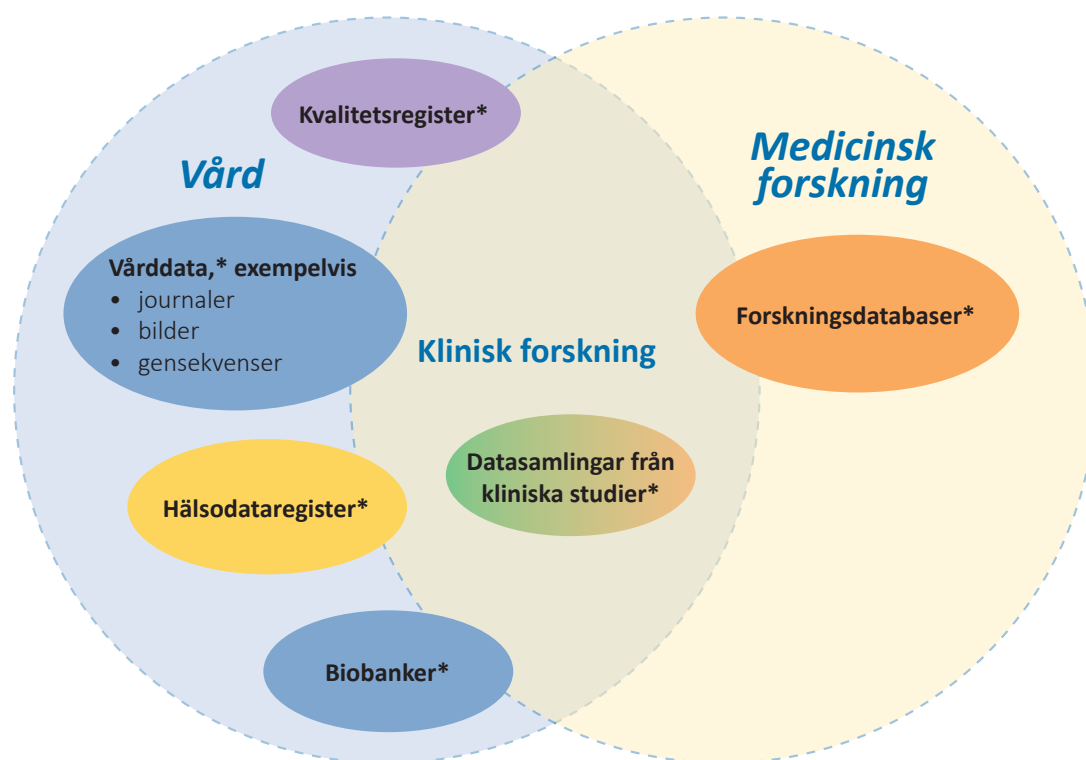 Kvalitetsregister*
Vård
Medicinsk
forskning
Vårddata,* exempelvis
• journaler
• bilder
• gensekvenser
Forskningsdatabaser*
Klinisk forskning
Datasamlingar från
kliniska studier*
Hälsodataregister*
Biobanker*